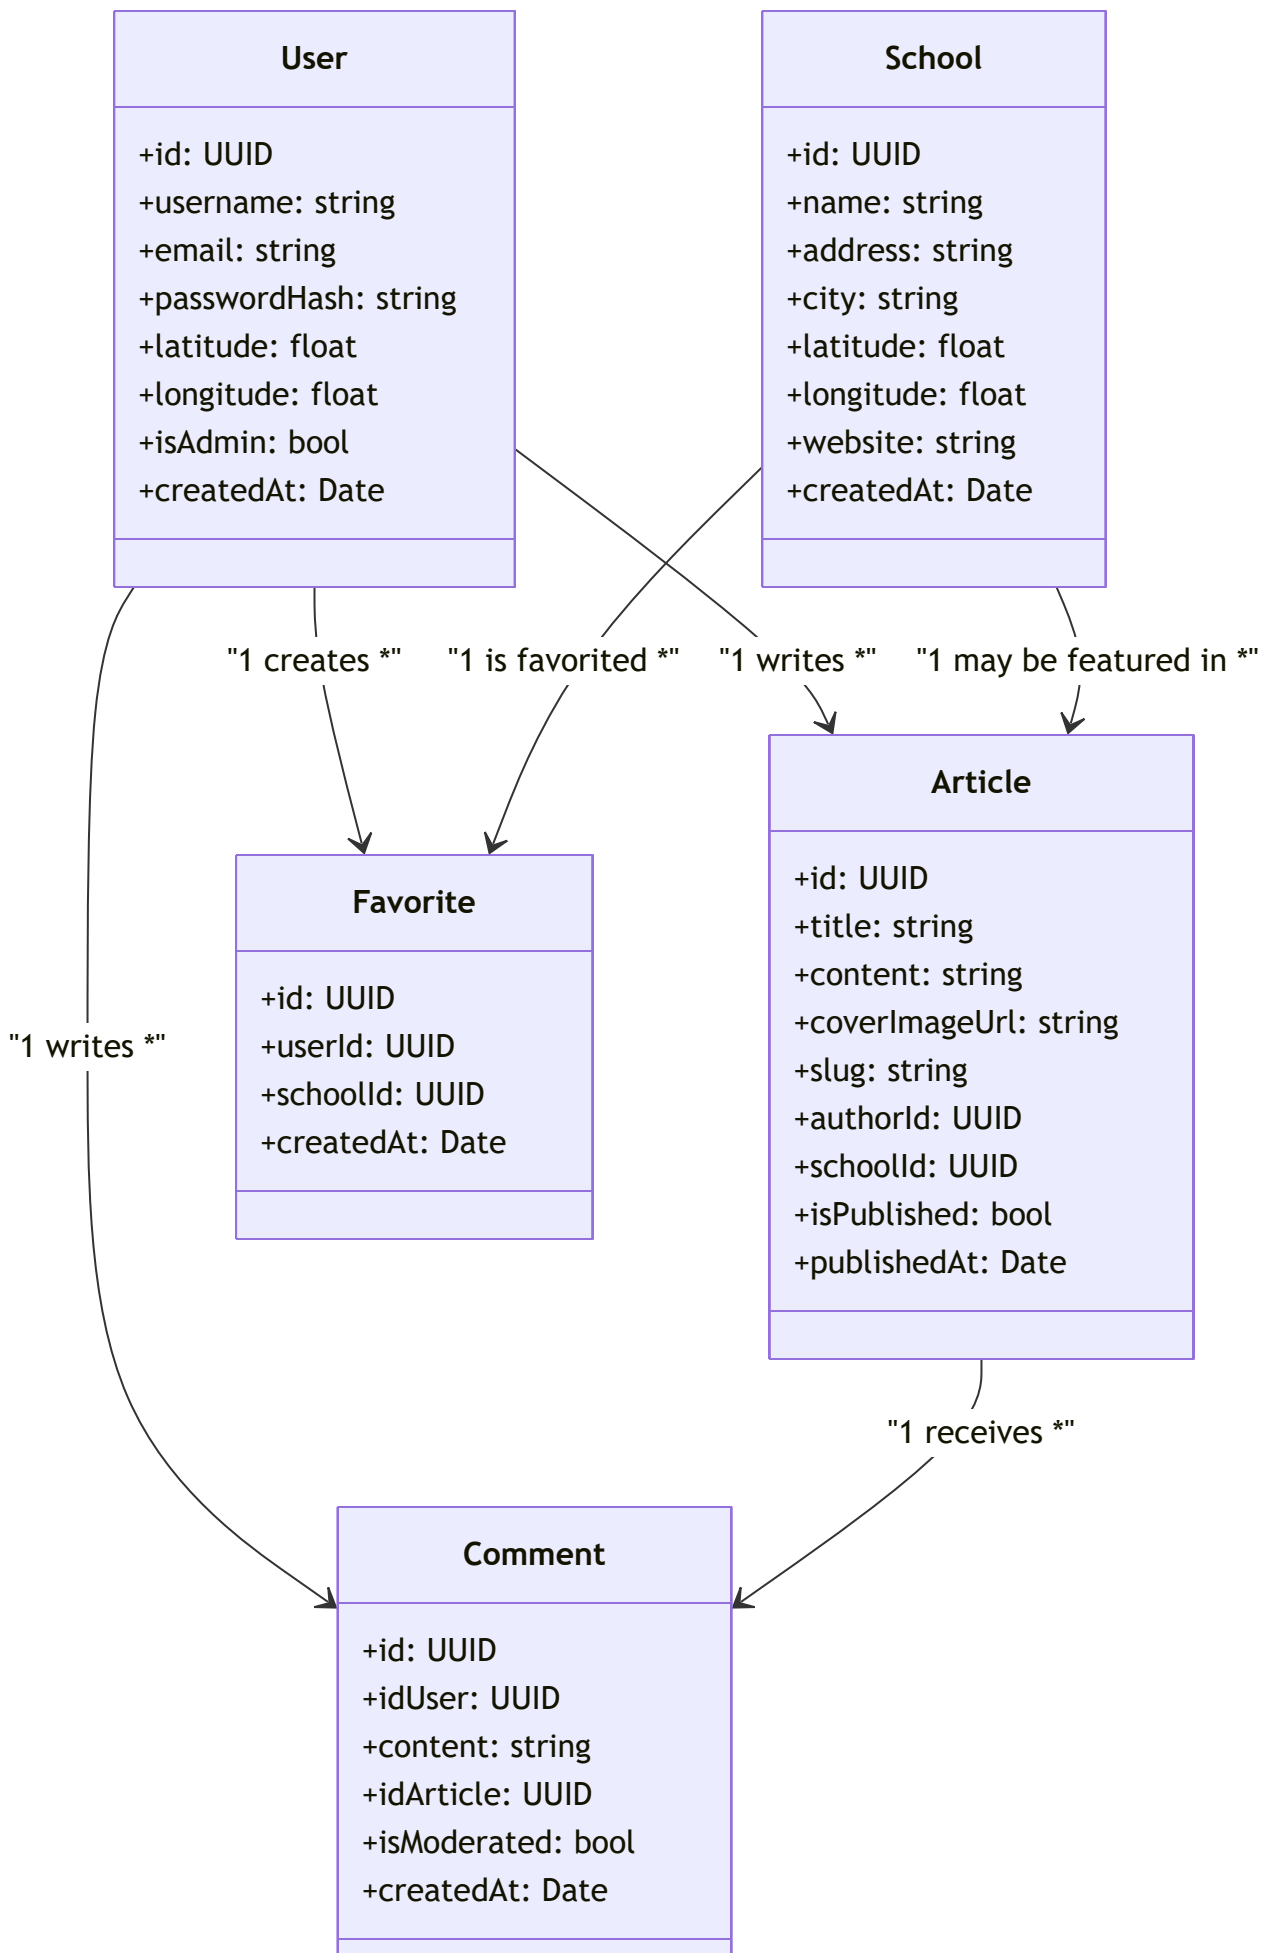 User
+id: UUID
+username: string
+email: string
+passwordHash: string
+latitude: float
+longitude: float
+isAdmin: bool
+createdAt: Date
School
+id: UUID
+name: string
+address: string
+city: string
+latitude: float
+longitude: float
+website: string
+createdAt: Date
"1 creates *"
"1 is favorited *"
"1 writes *"
"1 may be featured in *"
Favorite
+id: UUID
+userId: UUID
+schoolId: UUID
+createdAt: Date
Article
+id: UUID
+title: string
+content: string
+coverImageUrl: string
+slug: string
+authorId: UUID
+schoolId: UUID
+isPublished: bool
+publishedAt: Date
"1 writes *"
"1 receives *"
Comment
+id: UUID
+idUser: UUID
+content: string
+idArticle: UUID
+isModerated: bool
+createdAt: Date